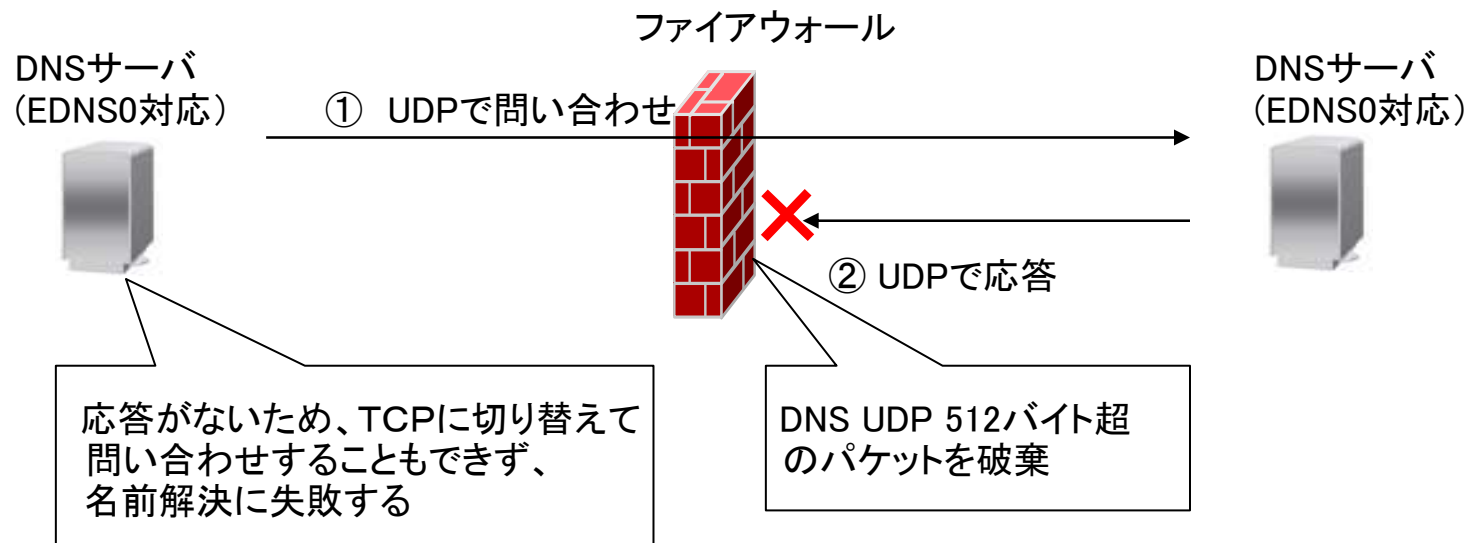 ファイアウォール
DNSサーバ
(EDNS0対応)
① UDPで問い合わせ
DNSサーバ
(EDNS0対応)
② UDPで応答
応答がないため、TCPに切り替えて
問い合わせすることもできず、
名前解決に失敗する
DNS UDP 512バイト超
のパケットを破棄